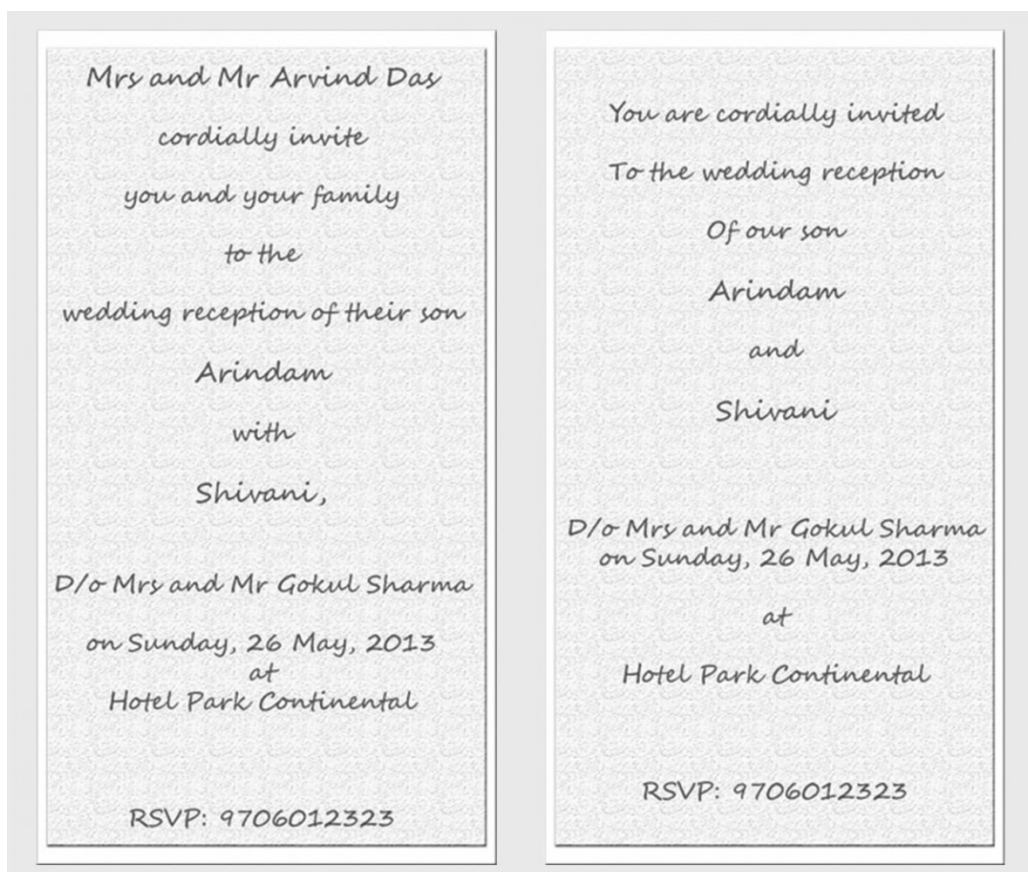 Mrs and Mr Arvind Das
cordially invite
you and your family
to the
wedding reception of their son
Arindam
with
Shivani,
D/o Mrs and Mr Gokul Sharma
on Sunday, 26 May, 2013
at
Hotel Park Continental
RSVP: 9706012323
You are cordially invited
To the wedding reception
Of our son
Arindam
and
Shivani
D/o Mrs and Mr Gokul Sharma
on Sunday, 26 May, 2013
at
Hotel Park Continental
RSVP: 9706012323